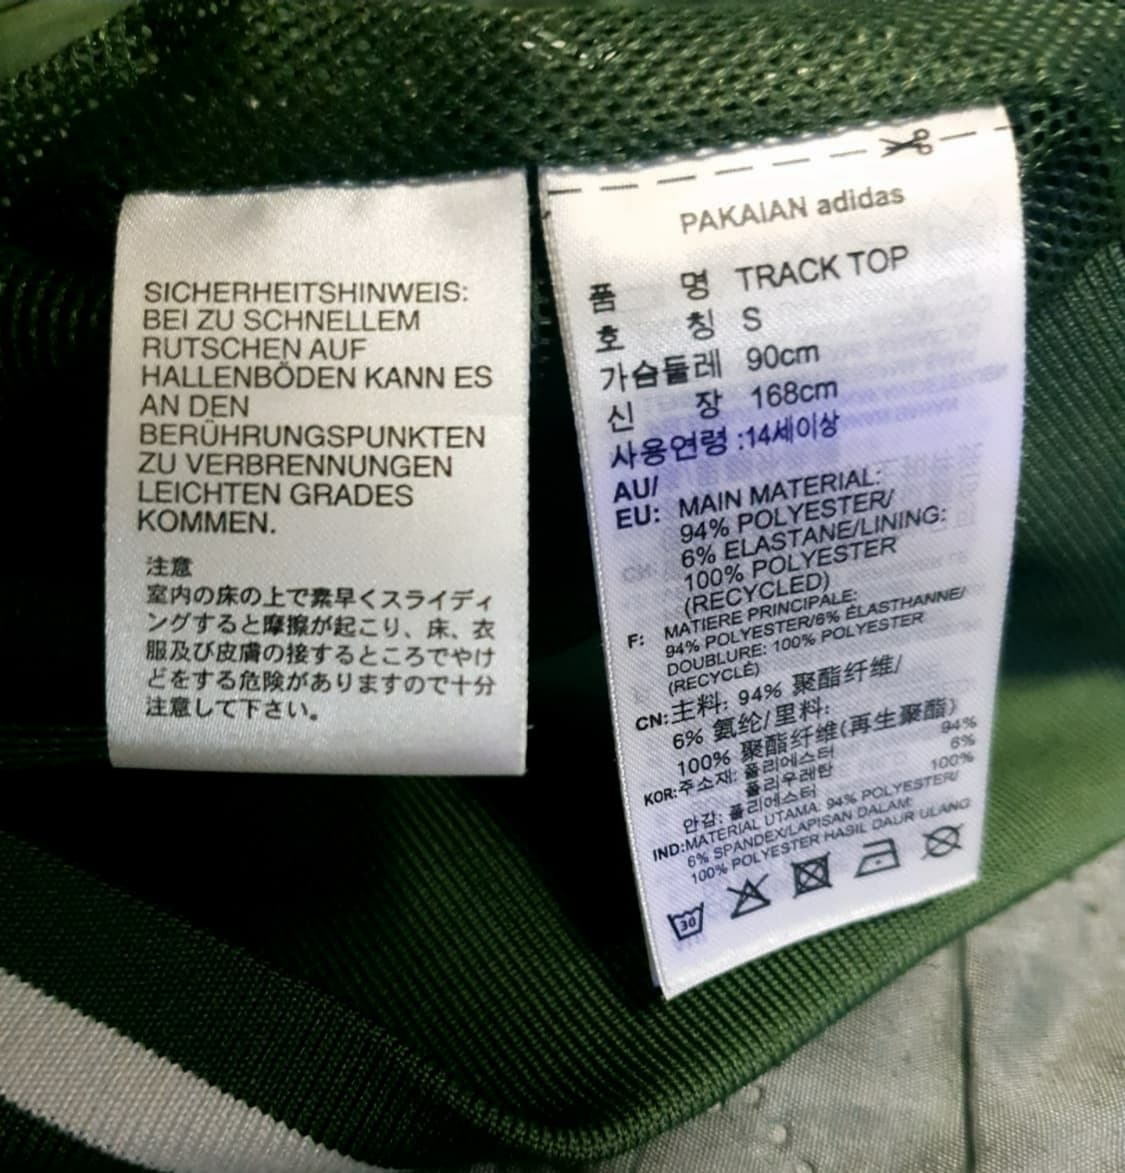 SICHERHEITSHINWEIS:
BEI ZU SCHNELLEM
RUTSCHEN AUF
HALLENBÖDEN KANN ES
AN DEN
BERÜHRUNGSPUNKTEN
ZU VERBRENNUNGEN
LEICHTEN GRADES
KOMMEN.
注意
室内の床の上で素早くスライディ
ングすると摩擦が起こり、床、衣
服及び皮膚の接するところでやけ
どをする危険がありますので十分
注意して下さい。
PAKAIAN adidas
품 명 TRACK TOP
호 칭 S
가슴둘레 90cm
신 장 168cm
사용연령 :14세이상
AU/
EU: MAIN MATERIAL:
94% POLYESTER/
6% ELASTANE/LINING:
100% POLYESTER
(RECYCLED)
F: MATIERE PRINCIPALE:
94% POLYESTER/6% ÉLASTHANNE/
DOUBLURE: 100% POLYESTER
(RECYCLÉ)
CN:主料: 94% 聚酯纤维/
6% 氨纶/里料:
100% 聚酯纤维(再生聚酯)
KOR:주소재: 폴리에스터 94%
폴리우레탄 6%
안감: 폴리에스터 100%
IND:MATERIAL UTAMA: 94% POLYESTER/
6% SPANDEX/LAPISAN DALAM:
100% POLYESTER HASIL DAUR ULANG
30